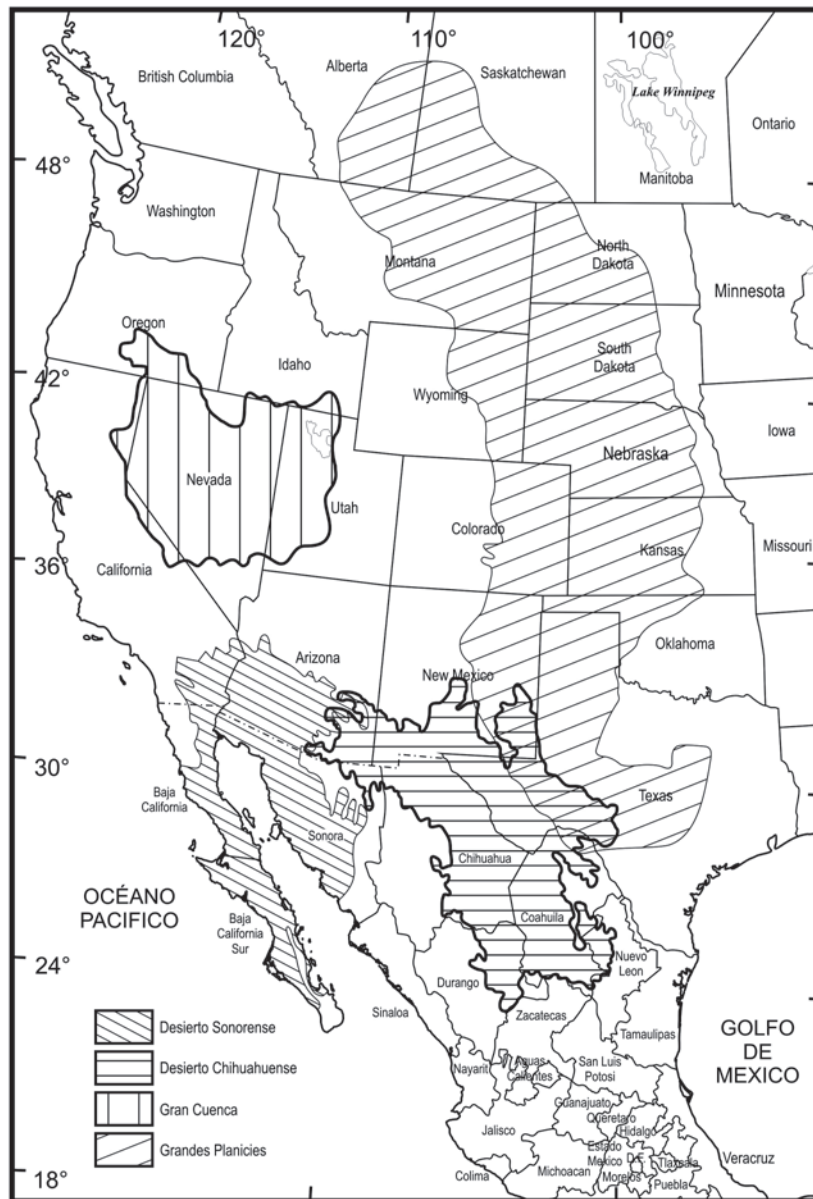 120°
110°
100°
British Columbia
Alberta
Saskatchewan
Lake Winnipeg
Ontario
48°
Manitoba
Washington
Montana
North
Dakota
Minnesota
Oregon
Idaho
South
Dakota
42°
Wyoming
Iowa
Nebraska
Nevada
Utah
Colorado
Kansas
Missouri
36°
California
Oklahoma
Arizona
New Mexico
30°
Baja
California
Texas
Sonora
Chihuahua
OCÉANO
PACIFICO
Baja
California
Sur
Coahuila
Nuevo
Leon
24°
Durango
Sinaloa
Zacatecas
Tamaulipas
GOLFO
DE
MEXICO
Desierto Sonorense
Desierto Chihuahuense
Gran Cuenca
Grandes Planicies
Nayarit
Aguas
Calientes
San Luis
Potosi
Guanajuato
Queretaro
Hidalgo
Jalisco
Estado
Mexico
D.F.
Tlaxcala
Veracruz
18°
Colima
Michoacan
Morelos
Puebla